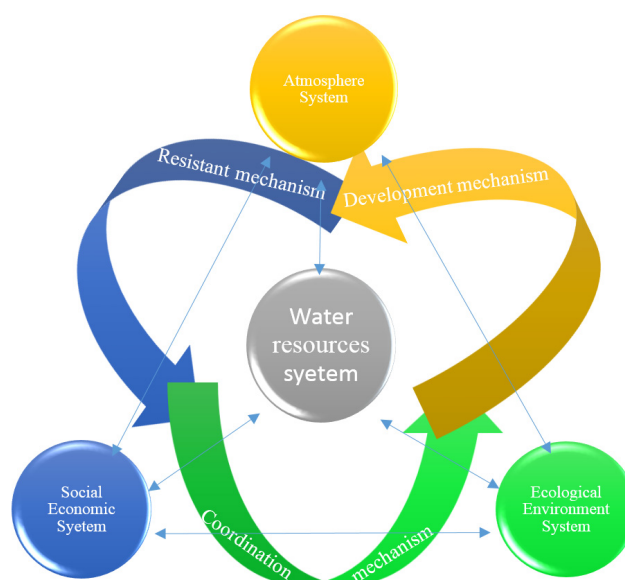 Atmosphere
System
Resistant mechanism
Development mechanism
Water
resources
syetem
Social
Economic
Syetem
Ecological
Environment
System
Coordination
mechanism